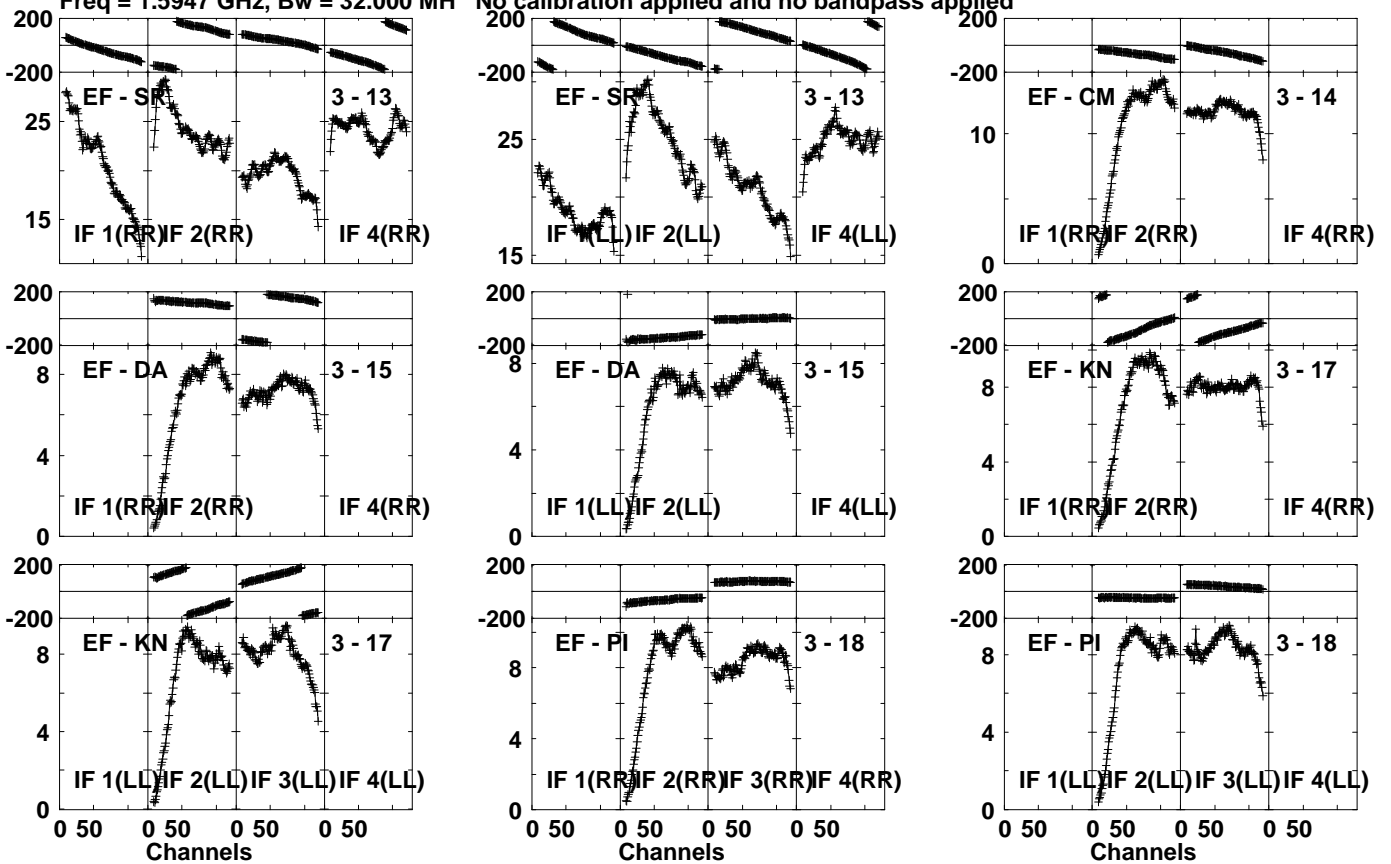 Freq = 1.5947 GHz, Bw = 32.000 MH No calibration applied and no bandpass applied
200 200 200
-200 -200 -200
EF - SR 3 - 13 EF - SR 3 - 13 EF - CM 3 - 14
25 25 10
15 15 0
IF 1(RR) IF 2(RR) IF 4(RR) IF 1(LL) IF 2(LL) IF 4(LL) IF 1(RR) IF 2(RR) IF 4(RR)
200 200 200
-200 -200 -200
EF - DA 3 - 15 EF - DA 3 - 15 EF - KN 3 - 17
8 8 8
4 4 4
IF 1(RR) IF 2(RR) IF 4(RR) IF 1(LL) IF 2(LL) IF 4(LL) IF 1(RR) IF 2(RR) IF 4(RR)
0 0 0
200 200 200
-200 -200 -200
EF - KN 3 - 17 EF - PI 3 - 18 EF - PI 3 - 18
8 8 8
4 4 4
IF 1(LL) IF 2(LL) IF 3(LL) IF 4(LL) IF 1(RR) IF 2(RR) IF 3(RR) IF 4(RR) IF 1(LL) IF 2(LL) IF 3(LL) IF 4(LL)
0 0 0
0 50 0 50 0 50 0 50 0 50 0 50 0 50 0 50 0 50 0 50 0 50 0 50
Channels Channels Channels